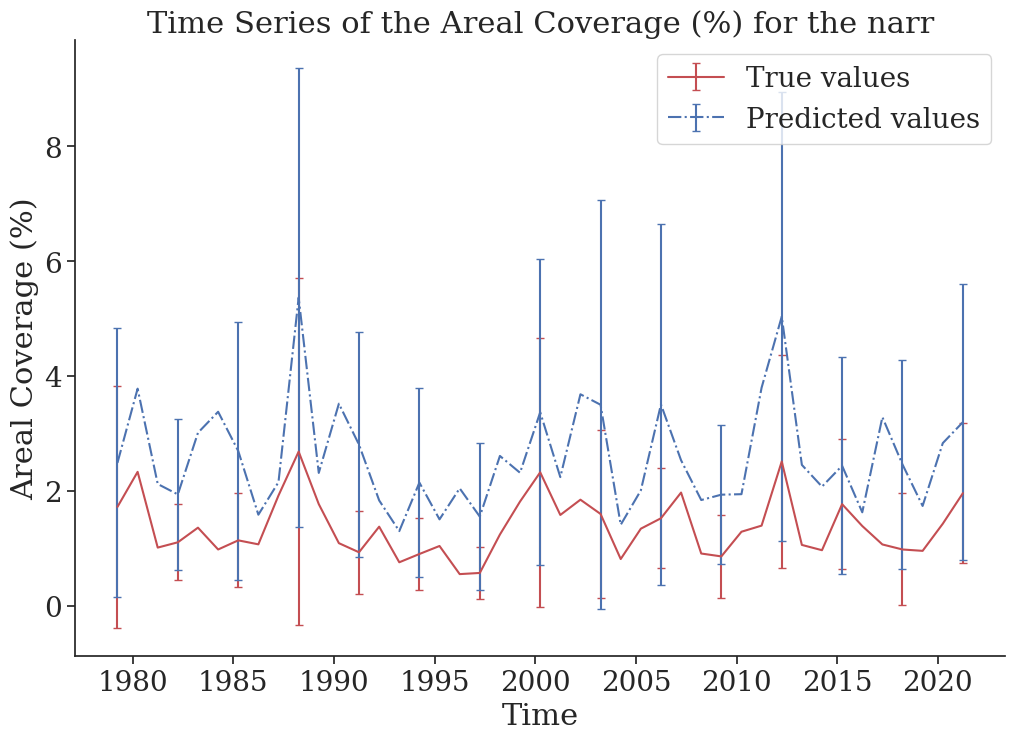 Time Series of the Areal Coverage (%) for the narr
True values
Predicted values
Areal Coverage (%)
8
6
4
2
0
1980 1985 1990 1995 2000 2005 2010 2015 2020
Time